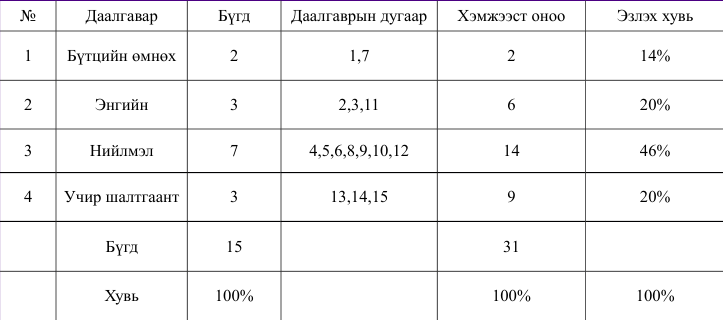 № Даалгавар Бүгд Даалгаврын дугаар Хэмжээст оноо Эзлэх хувь
1 Бүтцийн өмнөх 2 1,7 2 14%
2 Энгийн 3 2,3,11 6 20%
3 Нийлмэл 7 4,5,6,8,9,10,12 14 46%
4 Учир шалтгаант 3 13,14,15 9 20%
Бүгд 15 31
Хувь 100% 100% 100%